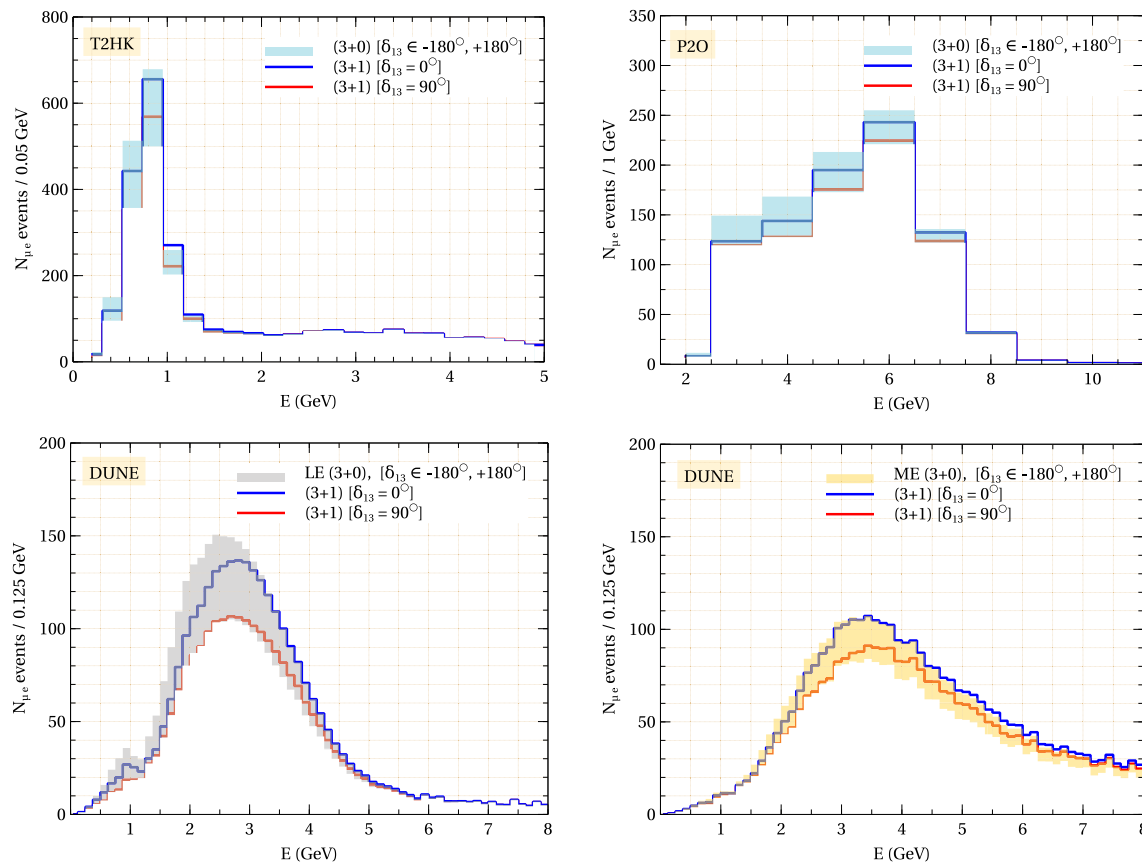 T2HK
(3+0) [δ₁₃ ∈ -180°, +180°]
(3+1) [δ₁₃ = 0°]
(3+1) [δ₁₃ = 90°]
N_μe events / 0.05 GeV
800
600
400
200
0
0 1 2 3 4 5
E (GeV)
P2O
(3+0) [δ₁₃ ∈ -180°, +180°]
(3+1) [δ₁₃ = 0°]
(3+1) [δ₁₃ = 90°]
N_μe events / 1 GeV
350
300
250
200
150
100
50
0
2 4 6 8 10
E (GeV)
DUNE
LE (3+0), [δ₁₃ ∈ -180°, +180°]
(3+1) [δ₁₃ = 0°]
(3+1) [δ₁₃ = 90°]
N_μe events / 0.125 GeV
200
150
100
50
0
1 2 3 4 5 6 7 8
E (GeV)
DUNE
ME (3+0), [δ₁₃ ∈ -180°, +180°]
(3+1) [δ₁₃ = 0°]
(3+1) [δ₁₃ = 90°]
N_μe events / 0.125 GeV
200
150
100
50
0
1 2 3 4 5 6 7 8
E (GeV)